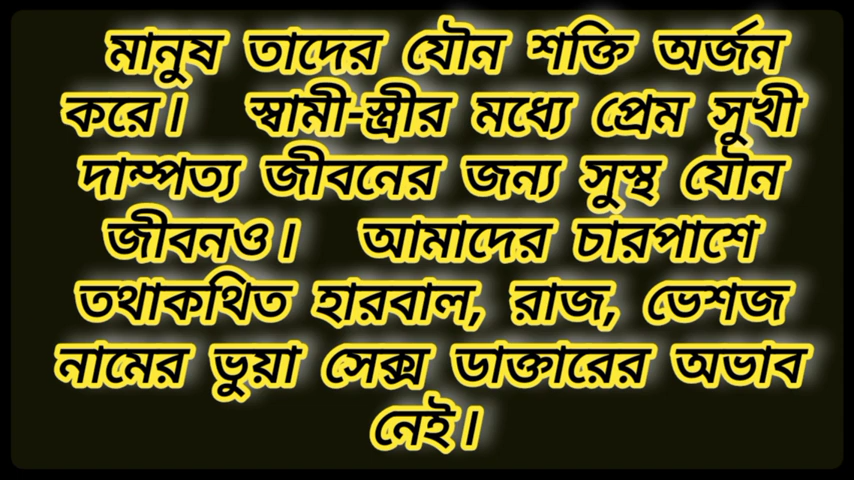 মানুষ তাদের যৌন শক্তি অর্জন
করে। স্বামী-স্ত্রীর মধ্যে প্রেম সুখী
দাম্পত্য জীবনের জন্য সুস্থ যৌন
জীবনও। আমাদের চারপাশে
তথাকথিত হারবাল, রাজ, ভেশজ
নামের ভুয়া সেক্স ডাক্তারের অভাব
নেই।